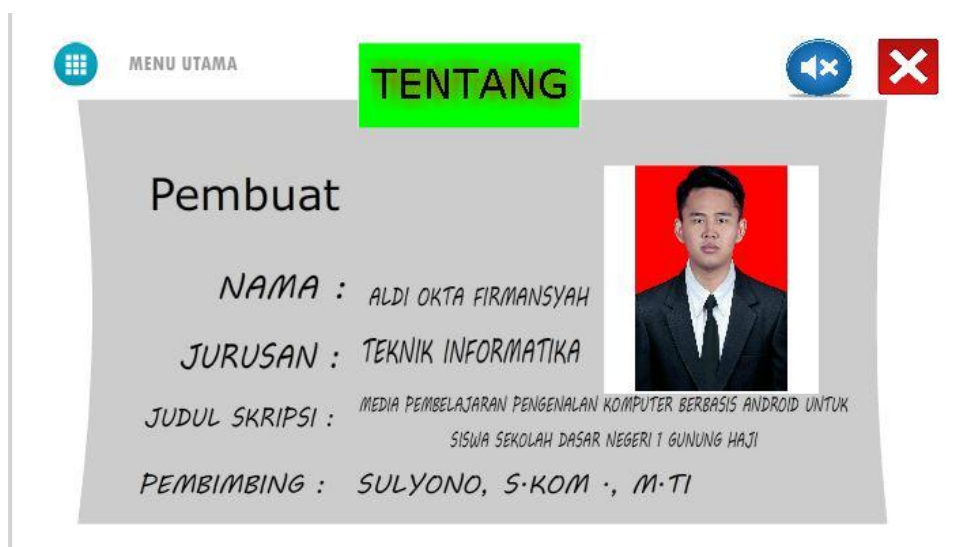 MENU UTAMA
TENTANG
Pembuat
NAMA : ALDI OKTA FIRMANSYAH
JURUSAN : TEKNIK INFORMATIKA
JUDUL SKRIPSI : MEDIA PEMBELAJARAN PENGENALAN KOMPUTER BERBASIS ANDROID UNTUK
SISWA SEKOLAH DASAR NEGERI 1 GUNUNG HAJI
PEMBIMBING : SULYONO, S.KOM ., M.TI